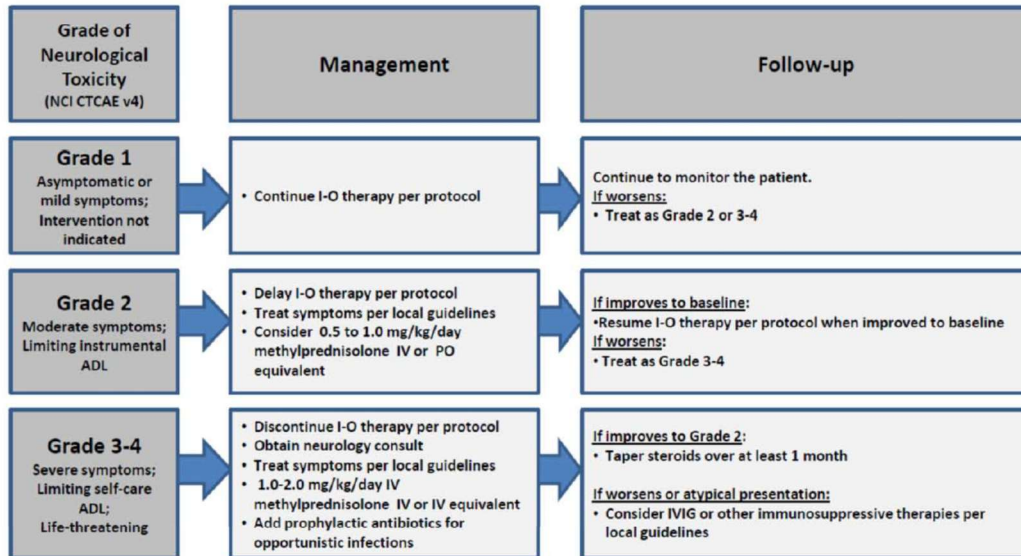 Grade of
Neurological
Toxicity
(NCI CTCAE v4)
Management
Follow-up
Grade 1
Asymptomatic or
mild symptoms;
Intervention not
indicated
• Continue I-O therapy per protocol
Continue to monitor the patient.
If worsens:
• Treat as Grade 2 or 3-4
Grade 2
Moderate symptoms;
Limiting instrumental
ADL
• Delay I-O therapy per protocol
• Treat symptoms per local guidelines
• Consider 0.5 to 1.0 mg/kg/day
methylprednisolone IV or PO
equivalent
If improves to baseline:
•Resume I-O therapy per protocol when improved to baseline
If worsens:
• Treat as Grade 3-4
Grade 3-4
Severe symptoms;
Limiting self-care
ADL;
Life-threatening
• Discontinue I-O therapy per protocol
• Obtain neurology consult
• Treat symptoms per local guidelines
• 1.0-2.0 mg/kg/day IV
methylprednisolone IV or IV equivalent
• Add prophylactic antibiotics for
opportunistic infections
If improves to Grade 2:
• Taper steroids over at least 1 month
If worsens or atypical presentation:
• Consider IVIG or other immunosuppressive therapies per
local guidelines